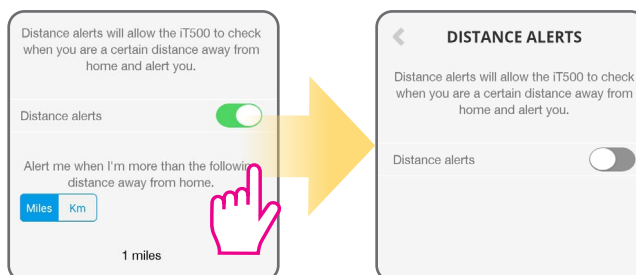 Distance alerts will allow the iT500 to check
when you are a certain distance away from
home and alert you.
Distance alerts
Alert me when I'm more than the following
distance away from home.
Miles Km
1 miles
DISTANCE ALERTS
Distance alerts will allow the iT500 to check
when you are a certain distance away from
home and alert you.
Distance alerts